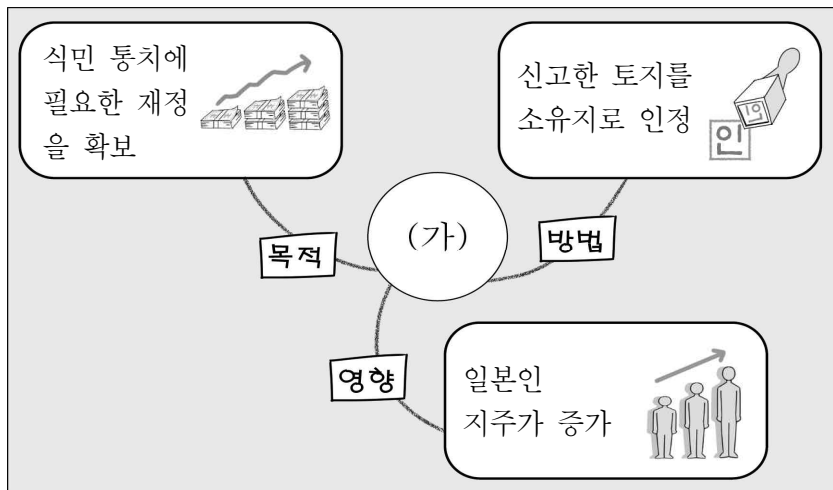 식민 통치에
필요한 재정
을 확보
신고한 토지를
소유지로 인정
인
인
(가)
목적
방법
영향
일본인
지주가 증가